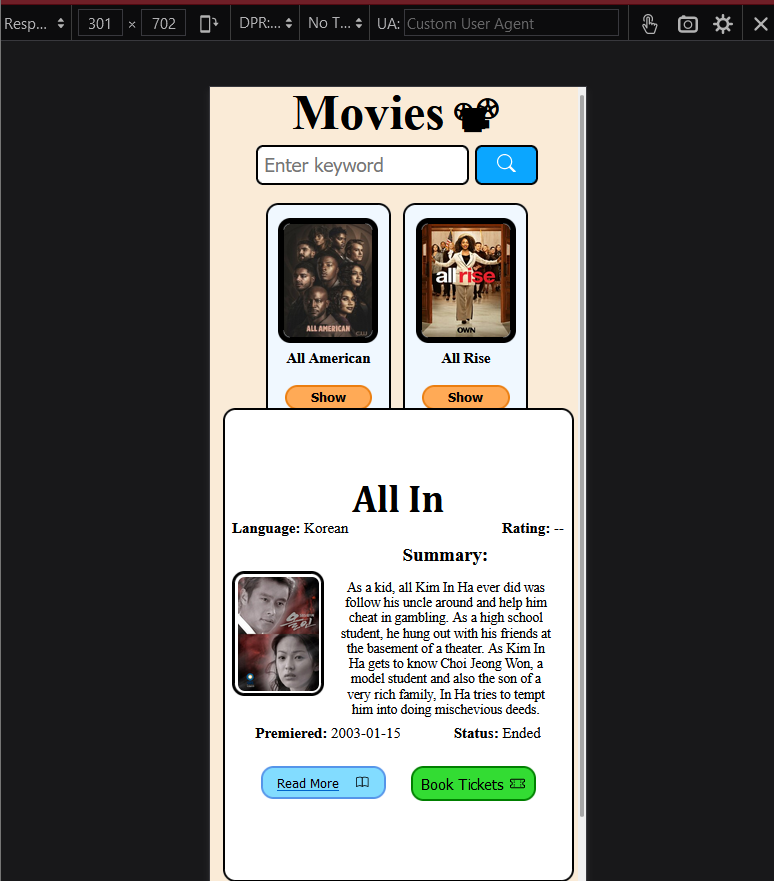 Resp... 301 × 702 DPR:... No T... UA: Custom User Agent
Movies
Enter keyword
ALL AMERICAN
all rise
OWN
All American
All Rise
Show
Show
All In
Language: Korean
Rating: --
Summary:
As a kid, all Kim In Ha ever did was
follow his uncle around and help him
cheat in gambling. As a high school
student, he hung out with his friends at
the basement of a theater. As Kim In
Ha gets to know Choi Jeong Won, a
model student and also the son of a
very rich family, In Ha tries to tempt
him into doing mischevious deeds.
올인
Premiered: 2003-01-15
Status: Ended
Read More
Book Tickets